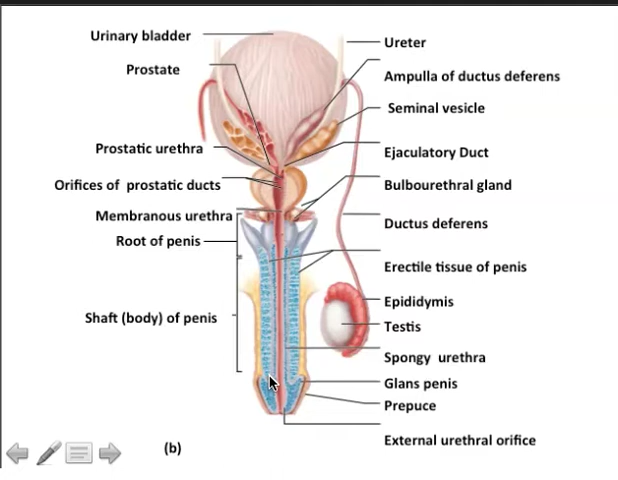 Urinary bladder
Prostate
Prostatic urethra
Orifices of prostatic ducts
Membranous urethra
Root of penis
Shaft (body) of penis
Ureter
Ampulla of ductus deferens
Seminal vesicle
Ejaculatory Duct
Bulbourethral gland
Ductus deferens
Erectile tissue of penis
Epididymis
Testis
Spongy urethra
Glans penis
Prepuce
External urethral orifice
(b)